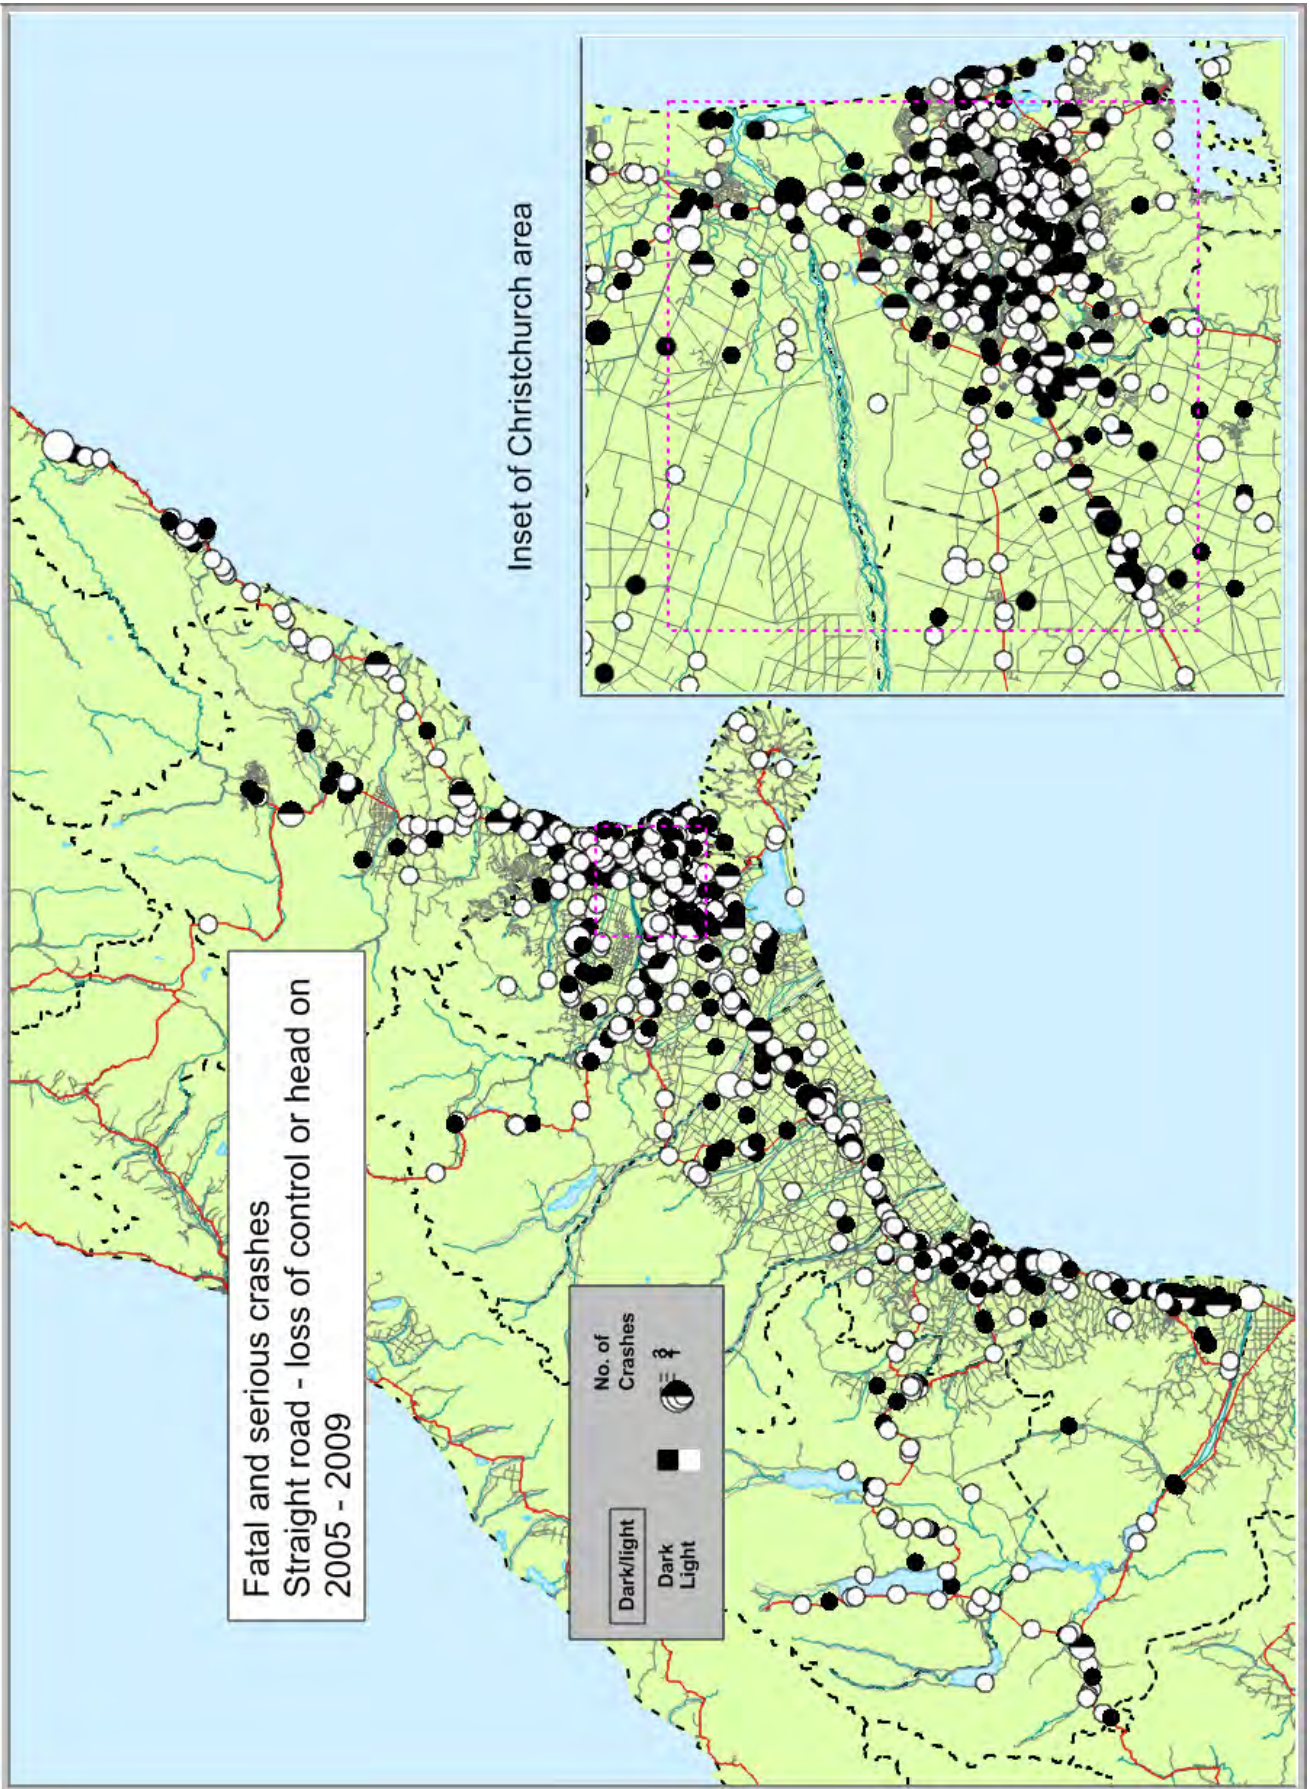 Fatal and serious crashes
Straight road - loss of control or head on
2005 - 2009
Inset of Christchurch area
Dark/light
Dark
Light
No. of
Crashes